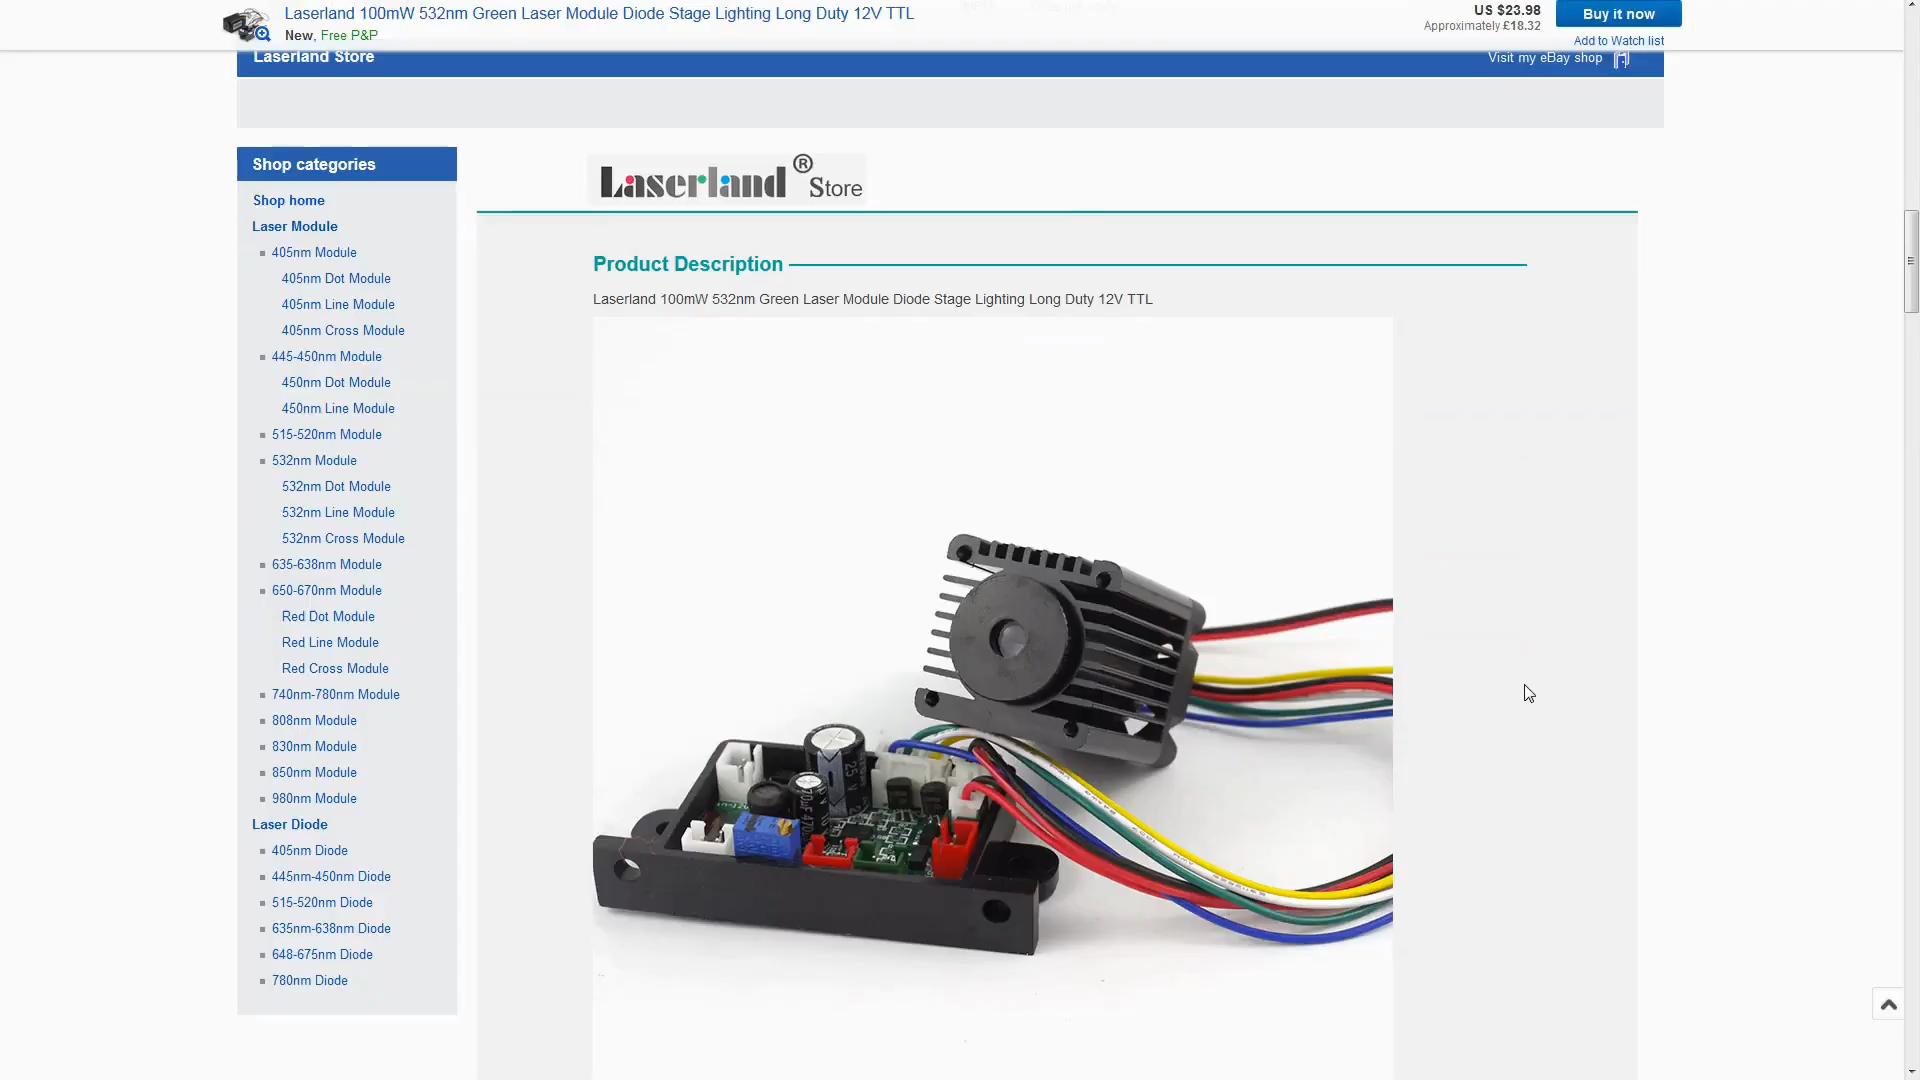 Laserland 100mW 532nm Green Laser Module Diode Stage Lighting Long Duty 12V TTL
New, Free P&P
US $23.98
Approximately £18.32
Buy it now
Add to Watch list
Laserland Store
Visit my eBay shop
Shop categories
Shop home
Laser Module
405nm Module
405nm Dot Module
405nm Line Module
405nm Cross Module
445-450nm Module
450nm Dot Module
450nm Line Module
515-520nm Module
532nm Module
532nm Dot Module
532nm Line Module
532nm Cross Module
635-638nm Module
650-670nm Module
Red Dot Module
Red Line Module
Red Cross Module
740nm-780nm Module
808nm Module
830nm Module
850nm Module
980nm Module
Laser Diode
405nm Diode
445nm-450nm Diode
515-520nm Diode
635nm-638nm Diode
648-675nm Diode
780nm Diode
Laserland ® Store
Product Description
Laserland 100mW 532nm Green Laser Module Diode Stage Lighting Long Duty 12V TTL